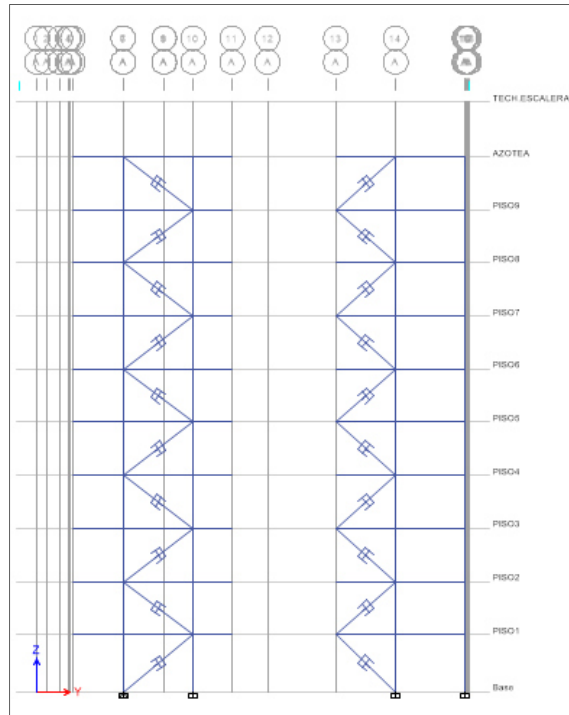 8 9 10 11 12 13 14
A A A A A A A
TECH.ESCALERA
AZOTEA
PISO9
PISO8
PISO7
PISO6
PISO5
PISO4
PISO3
PISO2
PISO1
Z
Y
Base